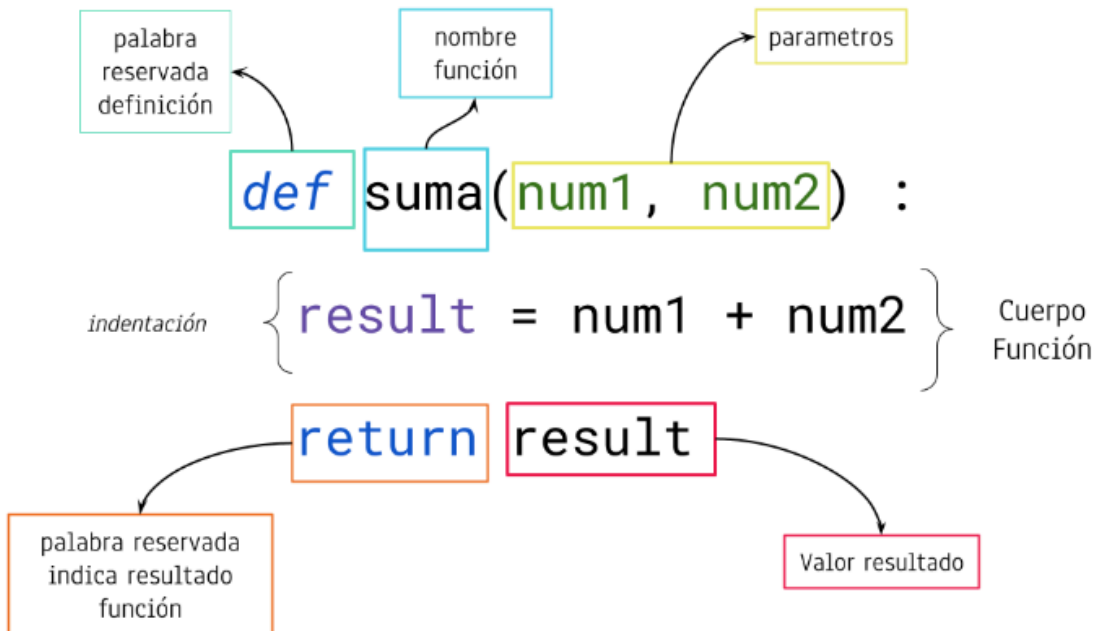 palabra
reservada
definición
nombre
función
parametros
def suma(num1, num2) :
indentación
result = num1 + num2
Cuerpo
Función
return result
palabra reservada
indica resultado
función
Valor resultado